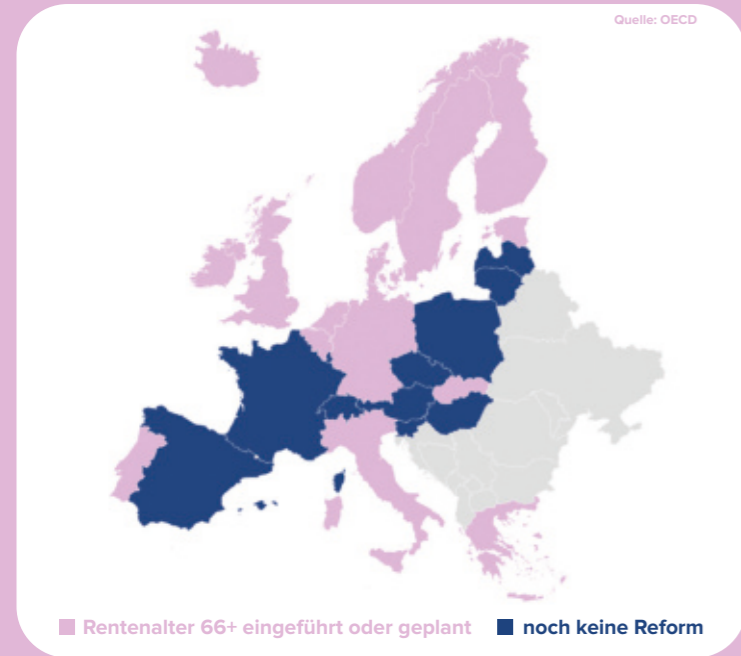 Quelle: OECD
Rentenalter 66+ eingeführt oder geplant
noch keine Reform